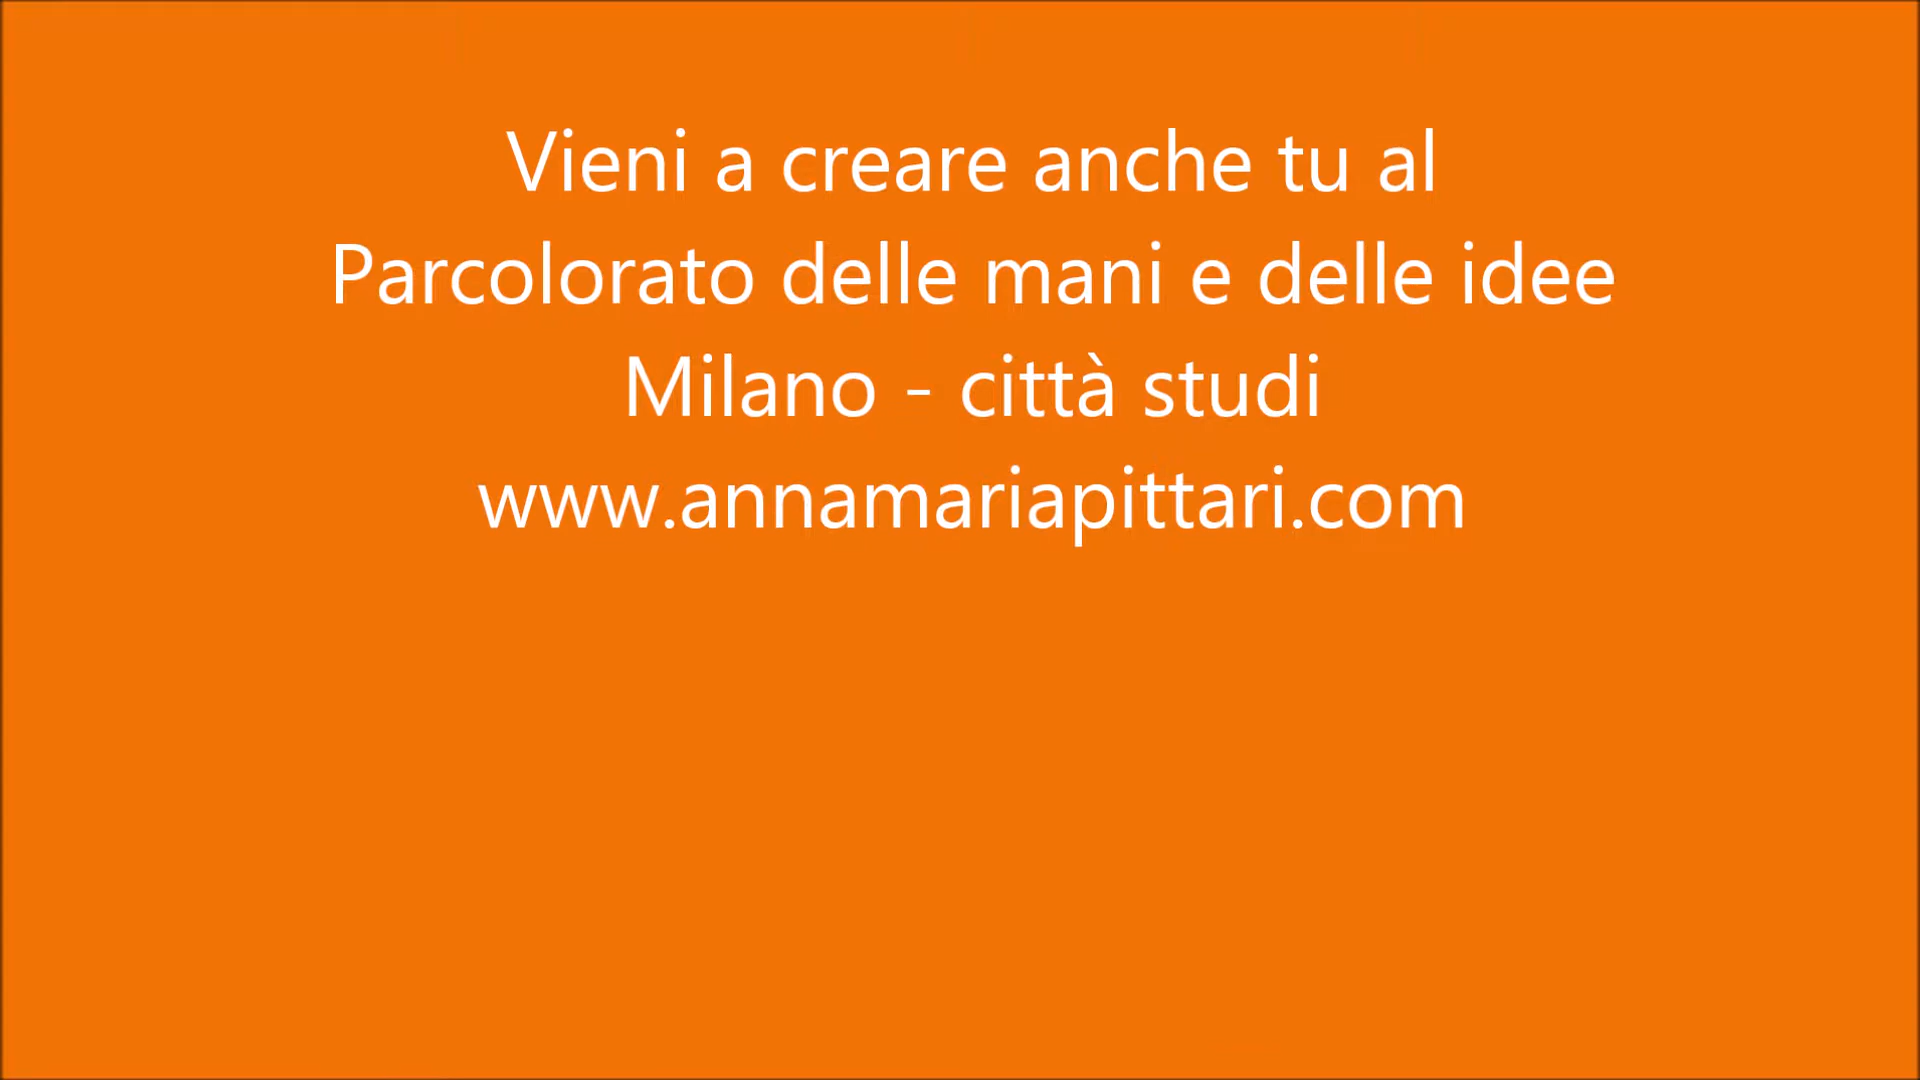 Vieni a creare anche tu al
Parcolorato delle mani e delle idee
Milano - città studi
www.annamariapittari.com